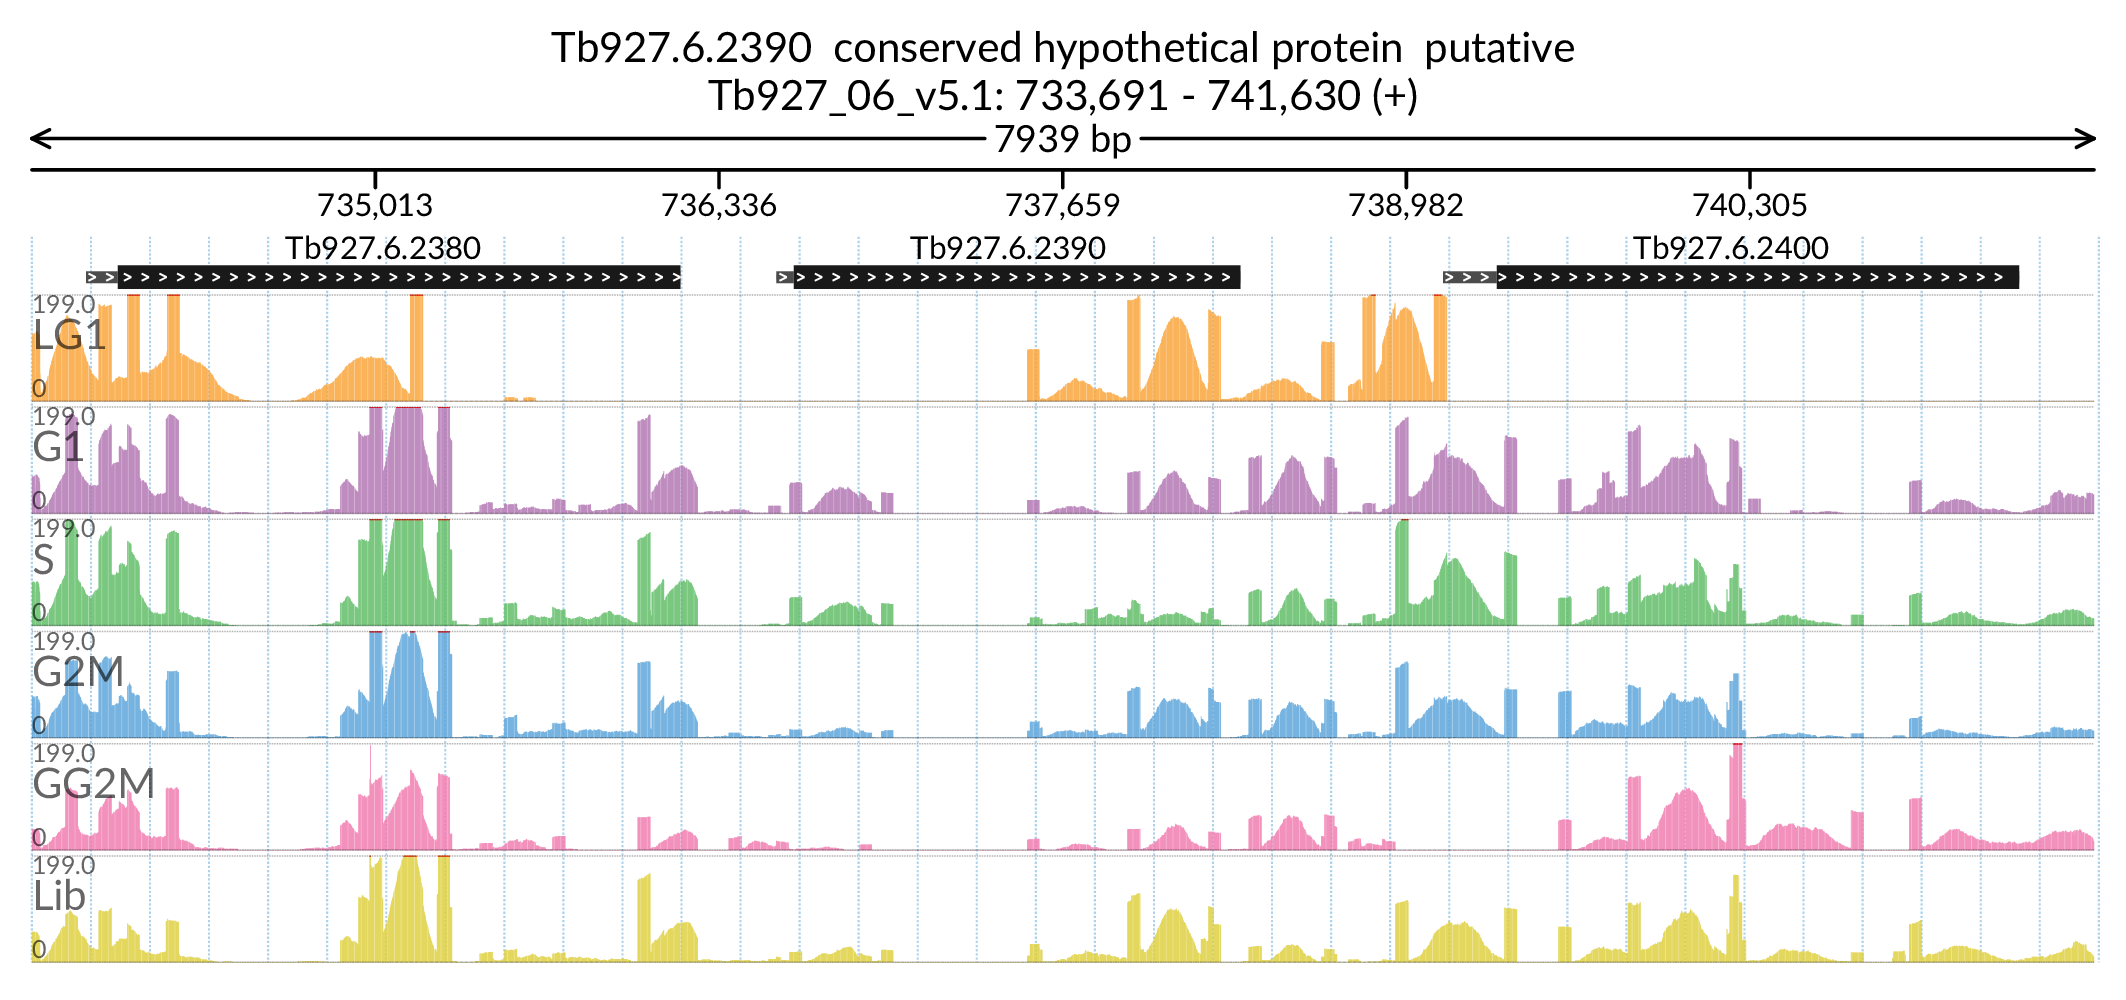 Tb927.6.2390  conserved hypothetical protein  putative
Tb927_06_v5.1: 733,691 - 741,630 (+)
7939 bp
735,013 736,336 737,659 738,982 740,305
Tb927.6.2380 Tb927.6.2390 Tb927.6.2400
199.0
LG1
0
199.0
G1
0
199.0
S
0
199.0
G2M
0
199.0
GG2M
0
199.0
Lib
0